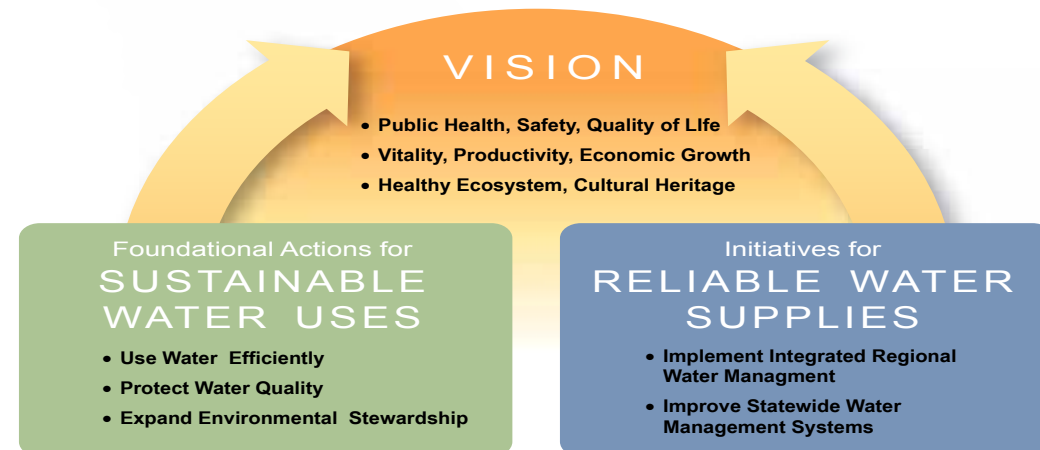 VISION
• Public Health, Safety, Quality of LIfe
• Vitality, Productivity, Economic Growth
• Healthy Ecosystem, Cultural Heritage
Foundational Actions for
SUSTAINABLE
WATER USES
• Use Water Efficiently
• Protect Water Quality
• Expand Environmental Stewardship
Initiatives for
RELIABLE WATER
SUPPLIES
• Implement Integrated Regional
Water Managment
• Improve Statewide Water
Management Systems